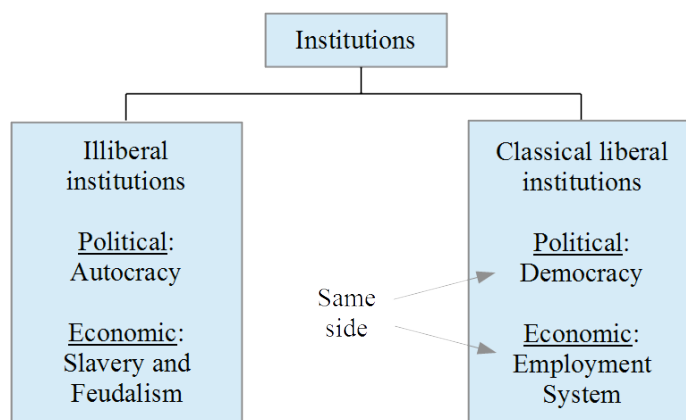 Institutions
Illiberal
institutions
Political:
Autocracy
Economic:
Slavery and
Feudalism
Same
side
Classical liberal
institutions
Political:
Democracy
Economic:
Employment
System